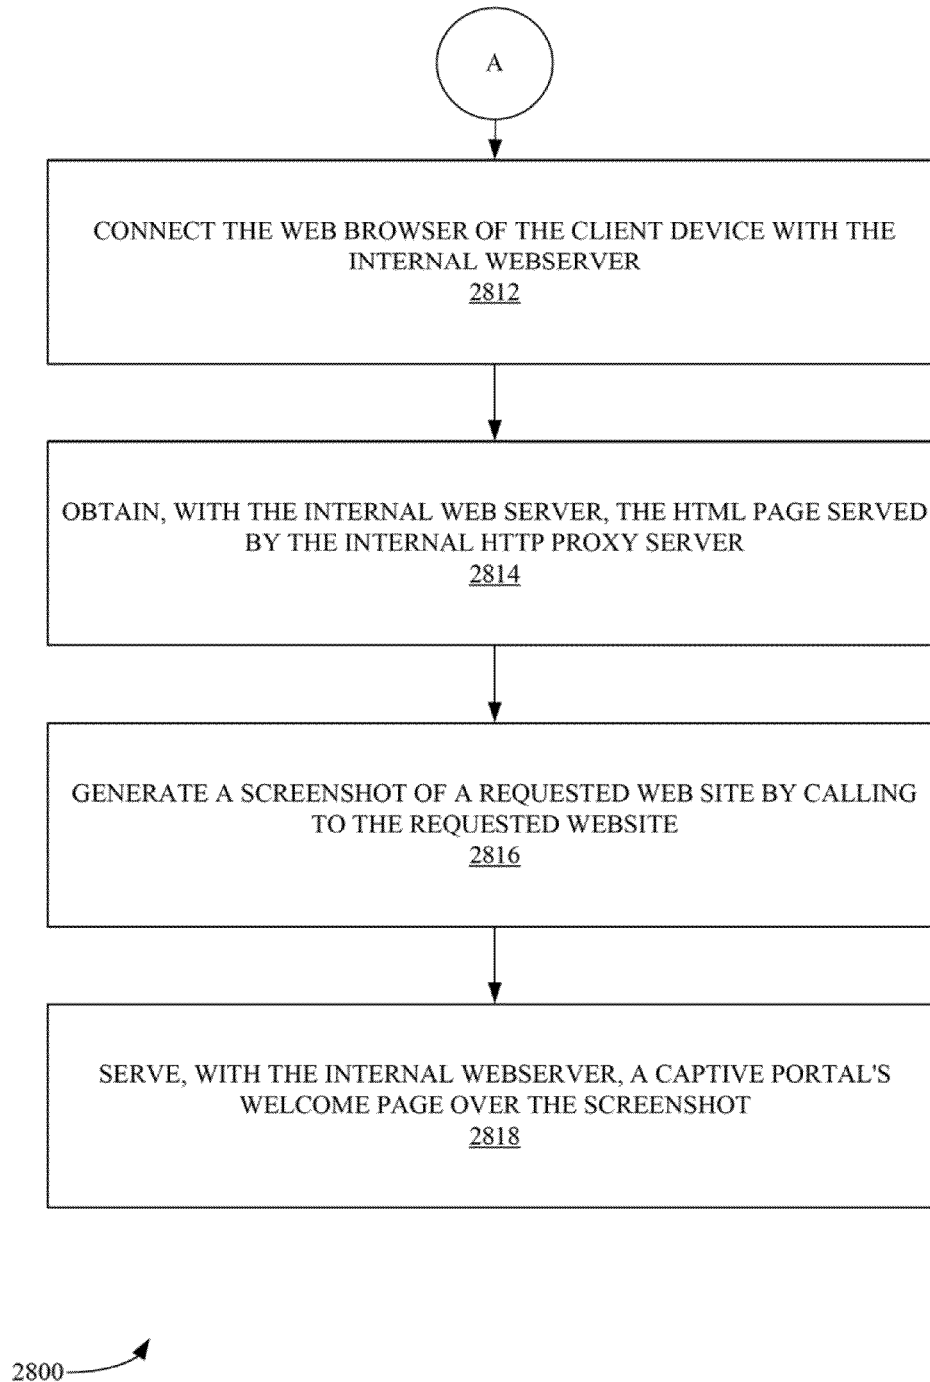 A
CONNECT THE WEB BROWSER OF THE CLIENT DEVICE WITH THE
INTERNAL WEBSERVER
2812
OBTAIN, WITH THE INTERNAL WEB SERVER, THE HTML PAGE SERVED
BY THE INTERNAL HTTP PROXY SERVER
2814
GENERATE A SCREENSHOT OF A REQUESTED WEB SITE BY CALLING
TO THE REQUESTED WEBSITE
2816
SERVE, WITH THE INTERNAL WEBSERVER, A CAPTIVE PORTAL'S
WELCOME PAGE OVER THE SCREENSHOT
2818
2800